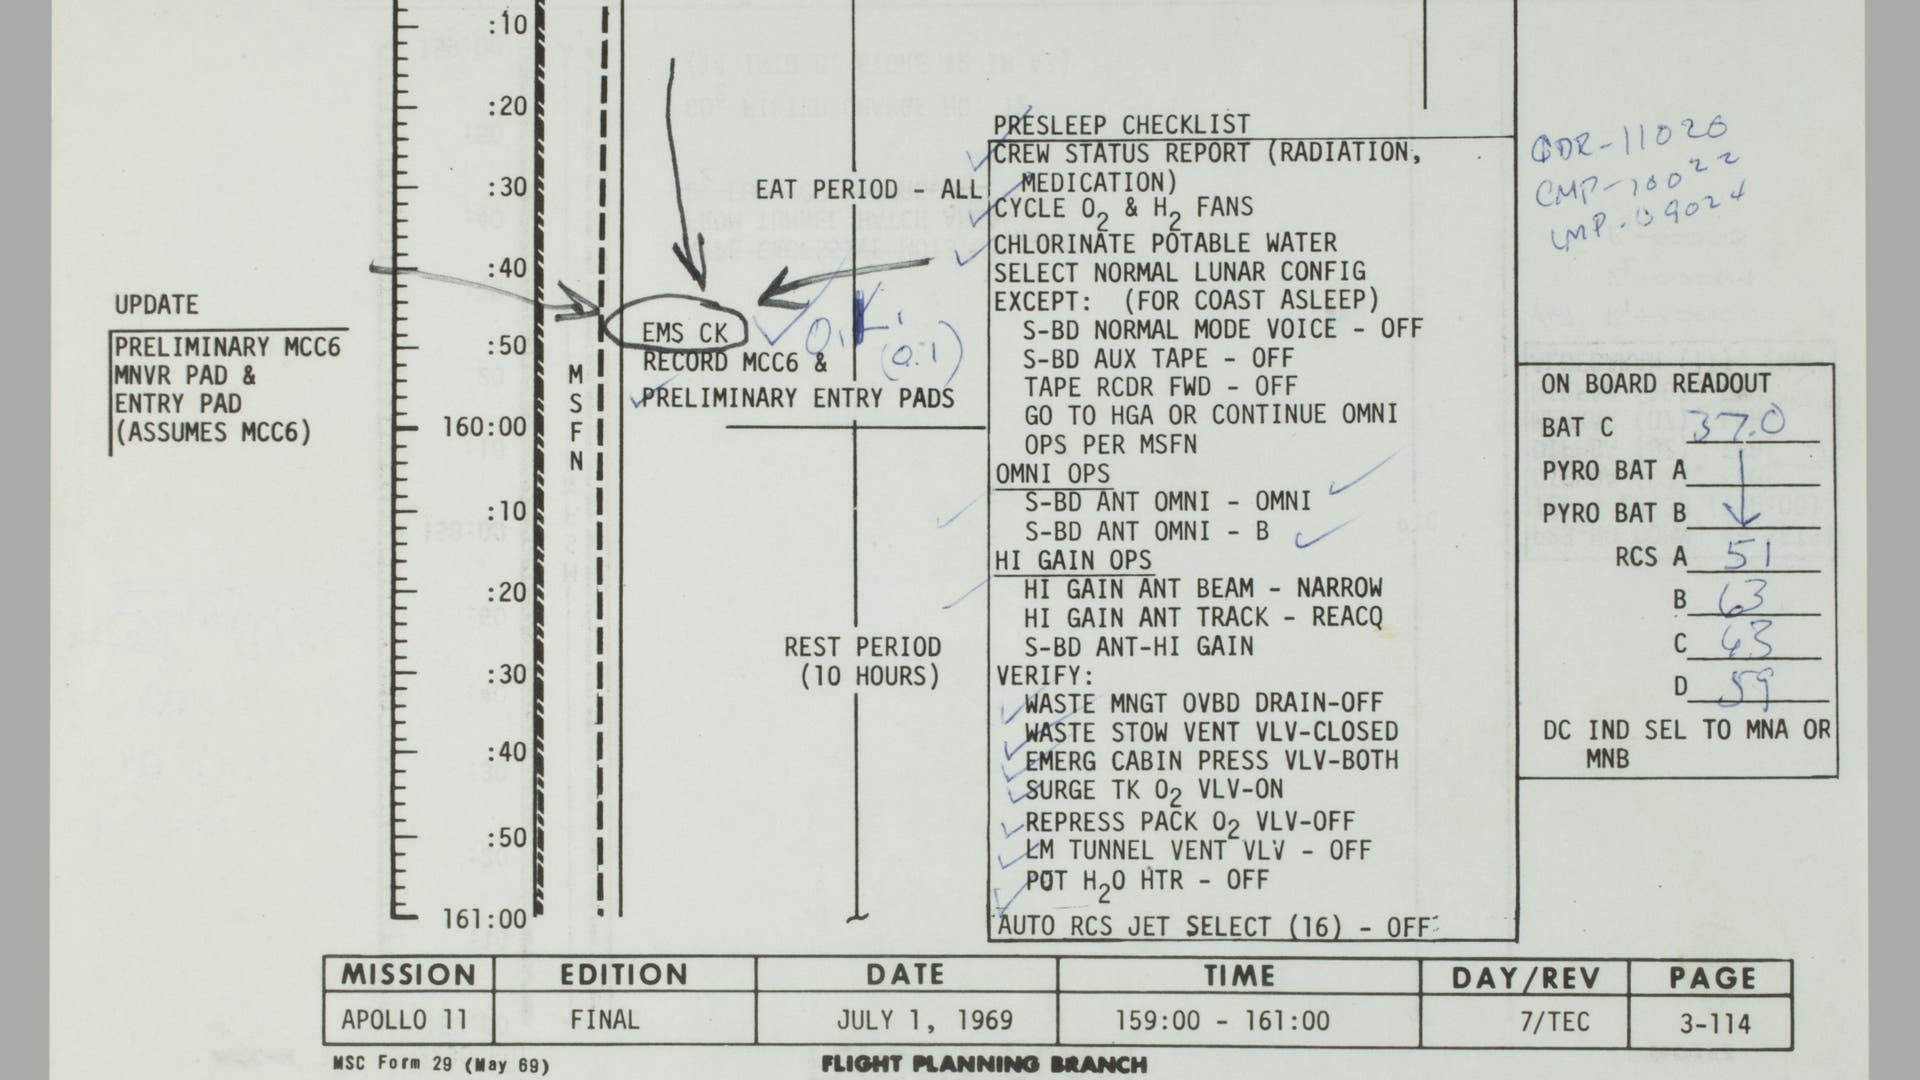 :10
:20
:30
:40
:50
160:00
:10
:20
:30
:40
:50
161:00
UPDATE
PRELIMINARY MCC6
MNVR PAD &
ENTRY PAD
(ASSUMES MCC6)
M
S
F
N
EAT PERIOD - ALL
EMS CK
O.K.
(0.1)
RECORD MCC6 &
PRELIMINARY ENTRY PADS
REST PERIOD
(10 HOURS)
PRESLEEP CHECKLIST
CREW STATUS REPORT (RADIATION,
MEDICATION)
CYCLE O2 & H2 FANS
CHLORINATE POTABLE WATER
SELECT NORMAL LUNAR CONFIG
EXCEPT: (FOR COAST ASLEEP)
S-BD NORMAL MODE VOICE - OFF
S-BD AUX TAPE - OFF
TAPE RCDR FWD - OFF
GO TO HGA OR CONTINUE OMNI
OPS PER MSFN
OMNI OPS
S-BD ANT OMNI - OMNI
S-BD ANT OMNI - B
HI GAIN OPS
HI GAIN ANT BEAM - NARROW
HI GAIN ANT TRACK - REACQ
S-BD ANT-HI GAIN
VERIFY:
WASTE MNGT OVBD DRAIN-OFF
WASTE STOW VENT VLV-CLOSED
EMERG CABIN PRESS VLV-BOTH
SURGE TK O2 VLV-ON
REPRESS PACK O2 VLV-OFF
LM TUNNEL VENT VLV - OFF
POT H2O HTR - OFF
AUTO RCS JET SELECT (16) - OFF
CDR-11020
CMP-10022
LMP-09024
ON BOARD READOUT
BAT C 37.0
PYRO BAT A
PYRO BAT B
RCS A 51
B 63
C 43
D 59
DC IND SEL TO MNA OR
MNB
MISSION EDITION DATE TIME DAY/REV PAGE
APOLLO 11 FINAL JULY 1, 1969 159:00 - 161:00 7/TEC 3-114
MSC Form 29 (May 69) FLIGHT PLANNING BRANCH